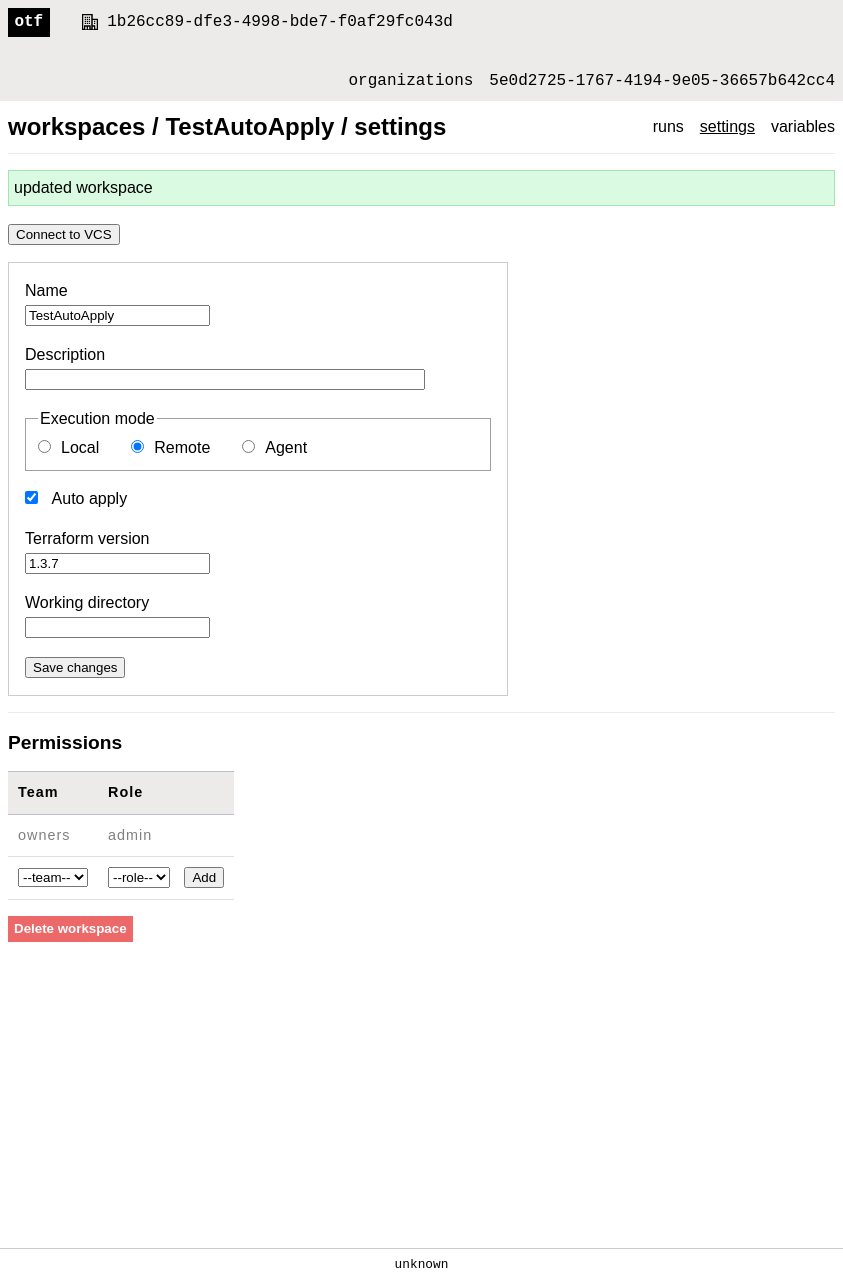 otf 1b26cc89-dfe3-4998-bde7-f0af29fc043d
organizations 5e0d2725-1767-4194-9e05-36657b642cc4
workspaces / TestAutoApply / settings runs settings variables
updated workspace
Connect to VCS
Name
TestAutoApply
Description
Execution mode
Local Remote Agent
Auto apply
Terraform version
1.3.7
Working directory
Save changes
Permissions
Team Role
owners admin
--team-- --role-- Add
Delete workspace
unknown